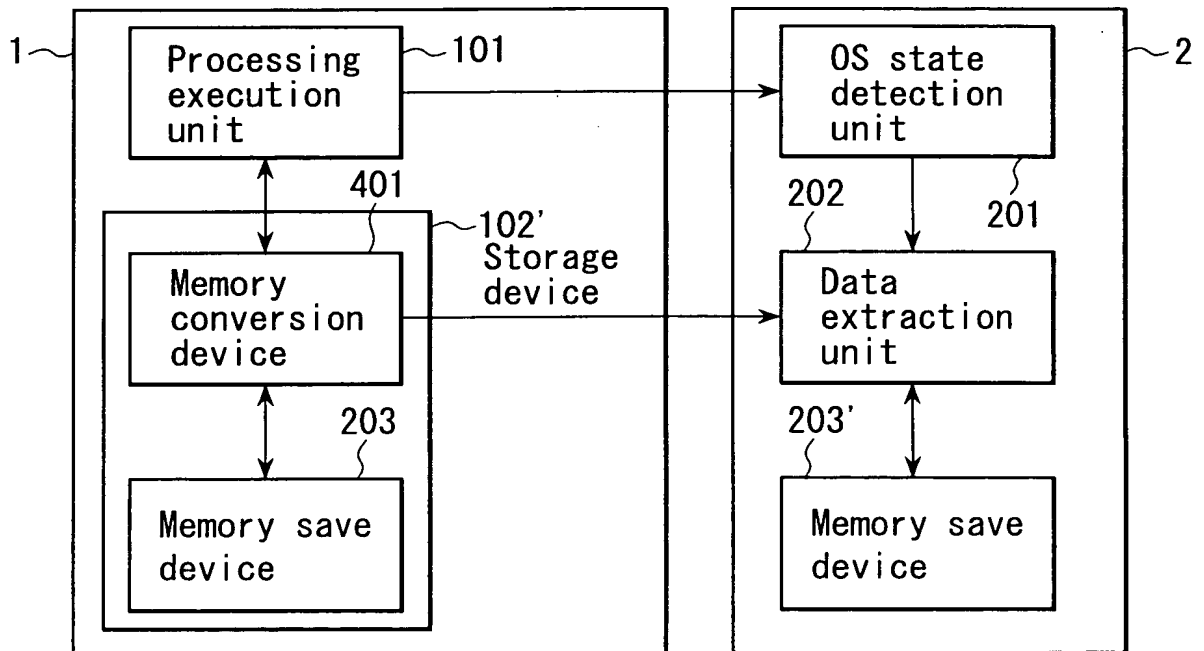 1
Processing
execution
unit
101
OS state
detection
unit
2
201
401
102'
Storage
device
Memory
conversion
device
202
Data
extraction
unit
203
Memory save
device
203'
Memory save
device